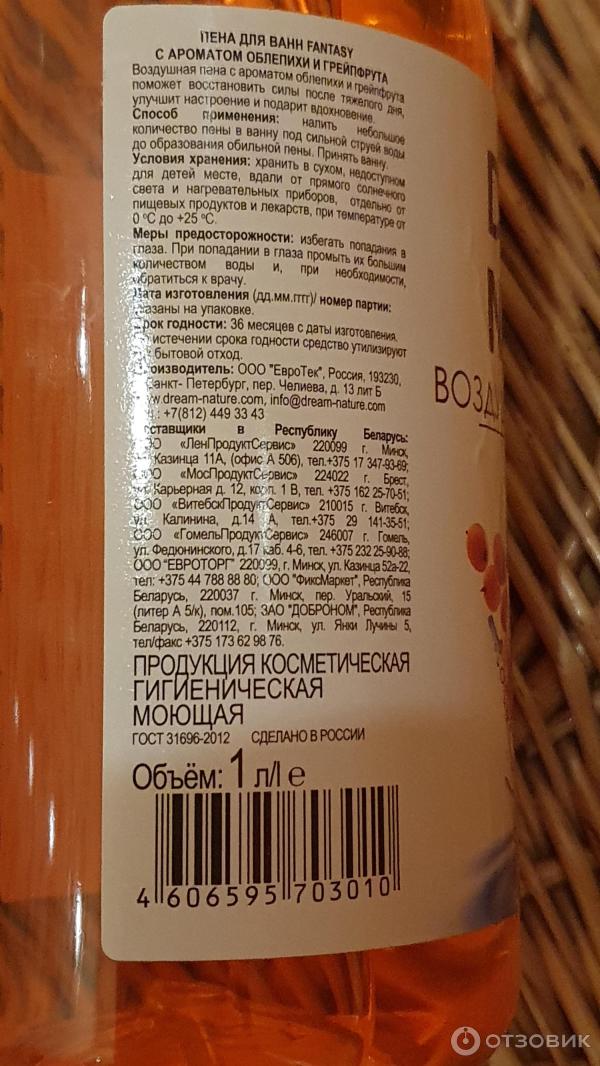 ПЕНА ДЛЯ ВАНН FANTASY
С АРОМАТОМ ОБЛЕПИХИ И ГРЕЙПФРУТА
Воздушная пена с ароматом облепихи и грейпфрута
поможет восстановить силы после тяжелого дня,
улучшит настроение и подарит вдохновение.
Способ применения: налить небольшое
количество пены в ванну под сильной струей воды
до образования обильной пены. Принять ванну.
Условия хранения: хранить в сухом, недоступном
для детей месте, вдали от прямого солнечного
света и нагревательных приборов, отдельно от
пищевых продуктов и лекарств, при температуре от
0 °C до +25 °C.
Меры предосторожности: избегать попадания в
глаза. При попадании в глаза промыть их большим
количеством воды и, при необходимости,
обратиться к врачу.
Дата изготовления (дд.мм.гггг)/ номер партии:
указаны на упаковке.
Срок годности: 36 месяцев с даты изготовления.
По истечении срока годности средство утилизируют
бытовой отход.
Производитель: ООО "ЕвроТек", Россия, 193230,
Санкт- Петербург, пер. Челиева, д. 13 лит Б
www.dream-nature.com, info@dream-nature.com
.: +7(812) 449 33 43
Поставщики в Республику Беларусь:
ООО «ЛенПродуктСервис» 220099 г. Минск,
ул. Казинца 11А, (офис А 506), тел.+375 17 347-93-69;
ООО «МосПродуктСервис» 224022 г. Брест,
ул. Карьерная д. 12, корп. 1 В, тел. +375 162 25-70-51;
ООО «ВитебскПродуктСервис» 210015 г. Витебск,
ул. Калинина, д.14 А, тел. +375 29 141-35-51;
ООО «ГомельПродуктСервис» 246007 г. Гомель,
ул. Федюнинского, д.17 каб. 4-6, тел. +375 232 25-90-88;
ООО "ЕВРОТОРГ" 220099, г. Минск, ул. Казинца 52а-22,
тел: +375 44 788 88 80; ООО "ФиксМаркет", Республика
Беларусь, 220037 г. Минск, пер. Уральский, 15
(литер А 5/к), пом.105; ЗАО "ДОБРОНОМ", Республика
Беларусь, 220112, г. Минск, ул. Янки Лучины 5,
тел/факс +375 173 62 98 76.
ПРОДУКЦИЯ КОСМЕТИЧЕСКАЯ
ГИГИЕНИЧЕСКАЯ
МОЮЩАЯ
ГОСТ 31696-2012 СДЕЛАНО В РОССИИ
Объём: 1 л/l e
4 606595 703010
ВОЗД
ОТЗОВИК